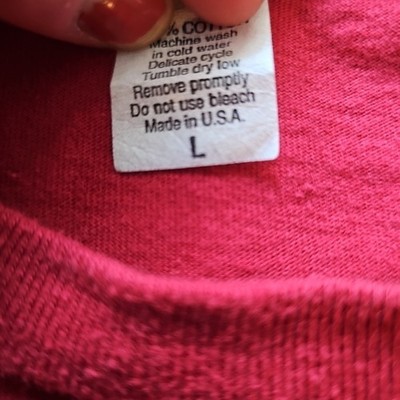 % COTTON
Machine wash
in cold water
Delicate cycle
Tumble dry low
Remove promptly
Do not use bleach
Made in U.S.A.
L